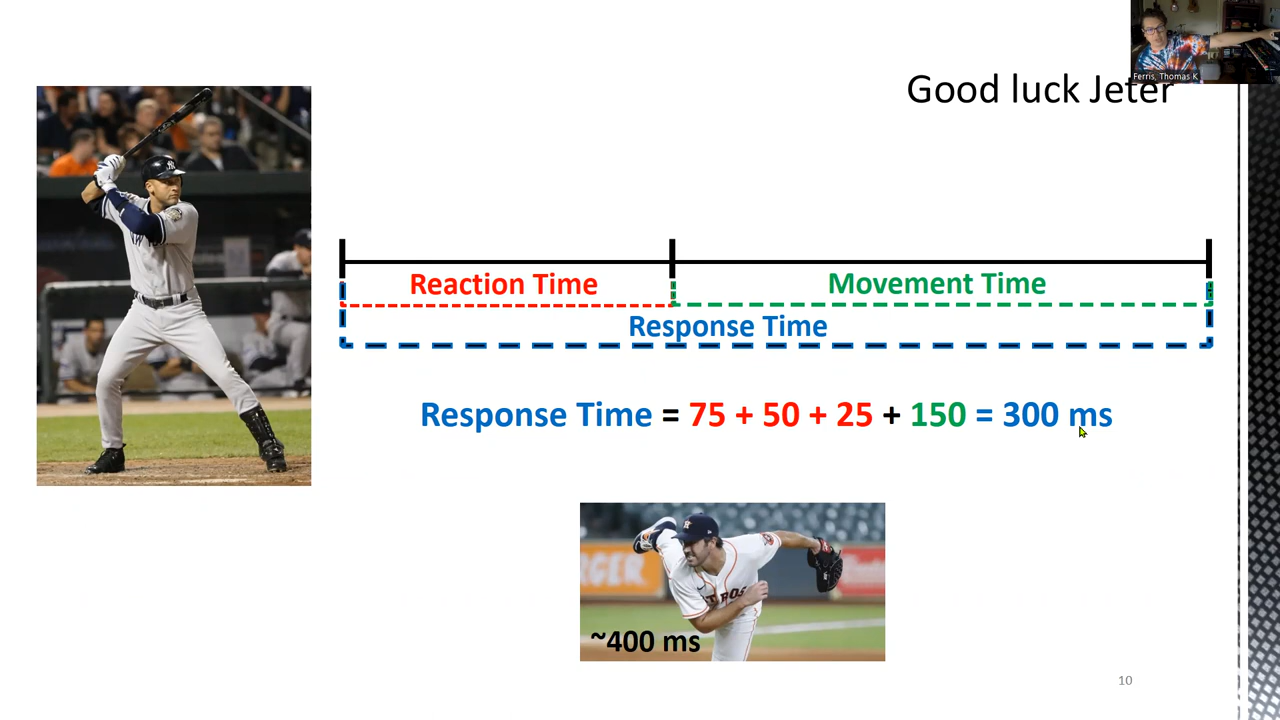 Ferris, Thomas K
Good luck Jeter
Reaction Time
Movement Time
Response Time
Response Time = 75 + 50 + 25 + 150 = 300 ms
~400 ms
10